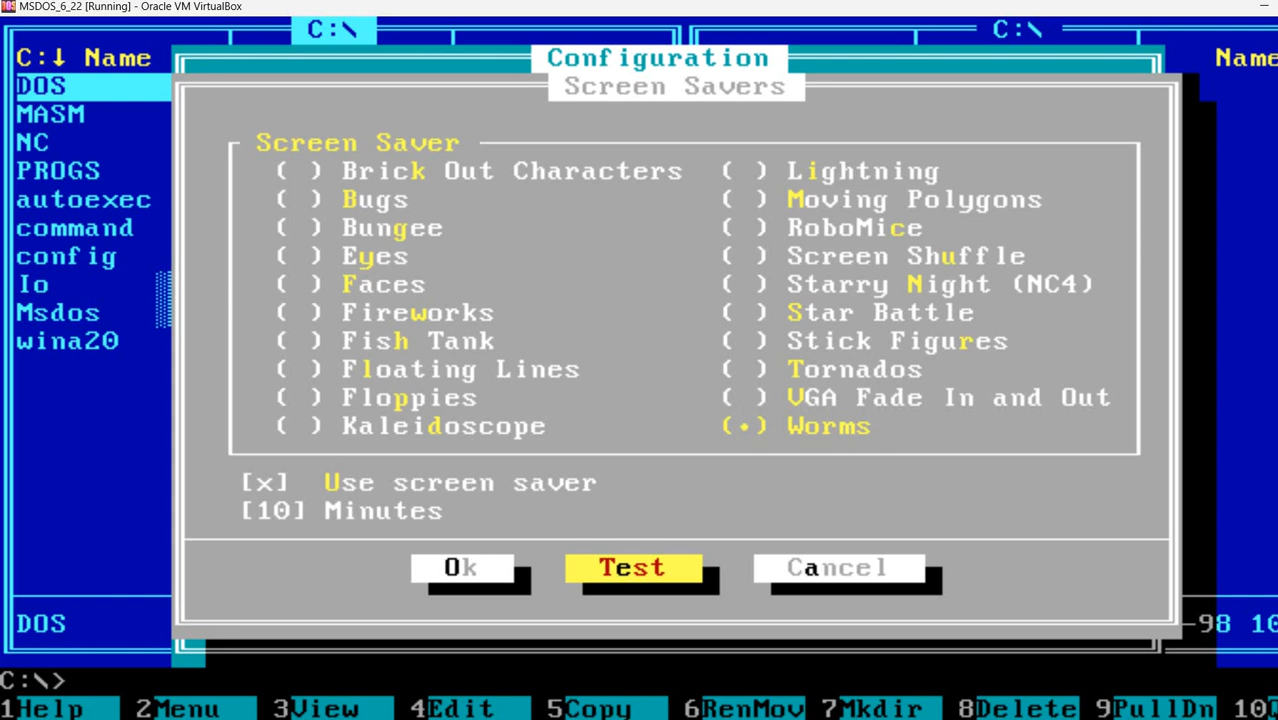 MSDOS_6_22 [Running] - Oracle VM VirtualBox
C:\ C:\
C:↓ Name Name
Configuration
Screen Savers
DOS
MASM
NC
PROGS
autoexec
command
config
Io
Msdos
wina20
Screen Saver
( ) Brick Out Characters ( ) Lightning
( ) Bugs ( ) Moving Polygons
( ) Bungee ( ) RoboMice
( ) Eyes ( ) Screen Shuffle
( ) Faces ( ) Starry Night (NC4)
( ) Fireworks ( ) Star Battle
( ) Fish Tank ( ) Stick Figures
( ) Floating Lines ( ) Tornados
( ) Floppies ( ) VGA Fade In and Out
( ) Kaleidoscope (•) Worms
[x] Use screen saver
[10] Minutes
Ok Test Cancel
DOS -98 10
C:\>
1Help 2Menu 3View 4Edit 5Copy 6RenMov 7Mkdir 8Delete 9PullDn 10